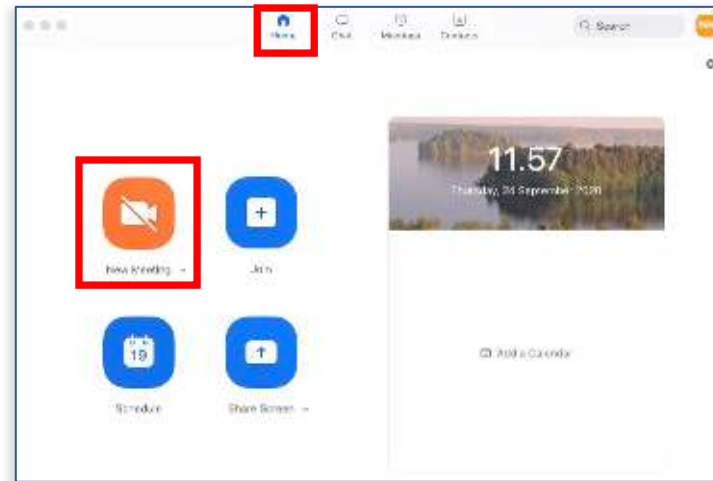 Home
Chat
Meetings
Contacts
Search
11.57
Thursday, 24 September 2020
New Meeting
Join
19
Schedule
Share Screen
Add a Calendar